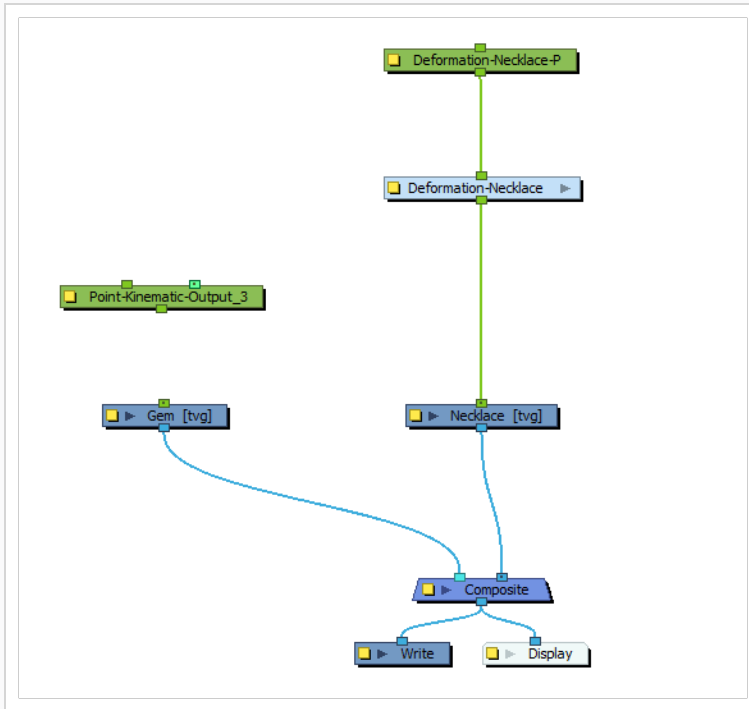 Deformation-Necklace-P
Deformation-Necklace
Point-Kinematic-Output_3
Gem [tvg]
Necklace [tvg]
Composite
Write
Display